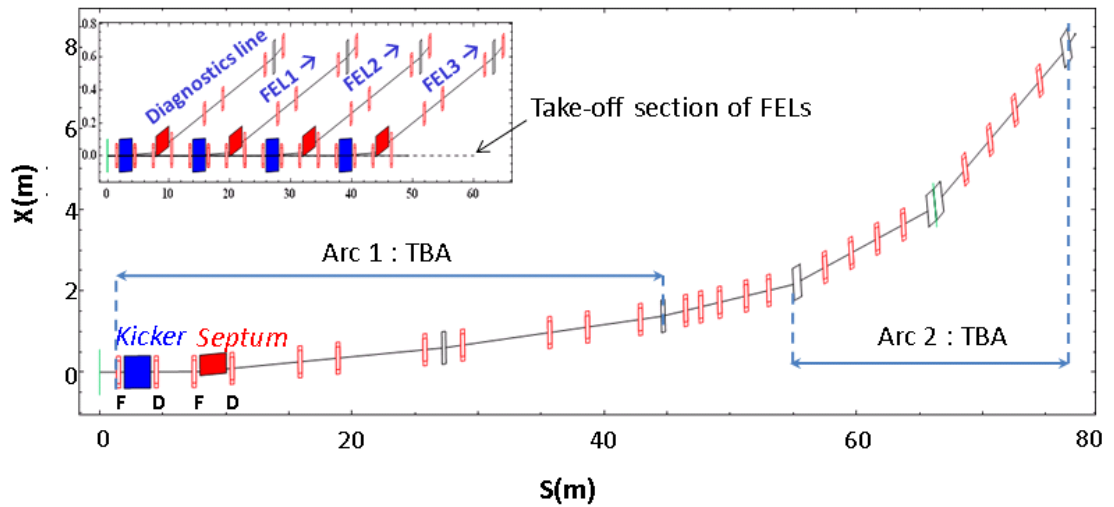 0.8
0.6
0.4
0.2
0.0
0 10 20 30 40 50 60
Diagnostics line
FEL1 →
FEL2 →
FEL3 →
Take-off section of FELs
X(m)
8
6
4
2
0
Arc 1 : TBA
Kicker Septum
F D F D
Arc 2 : TBA
0 20 40 60 80
S(m)